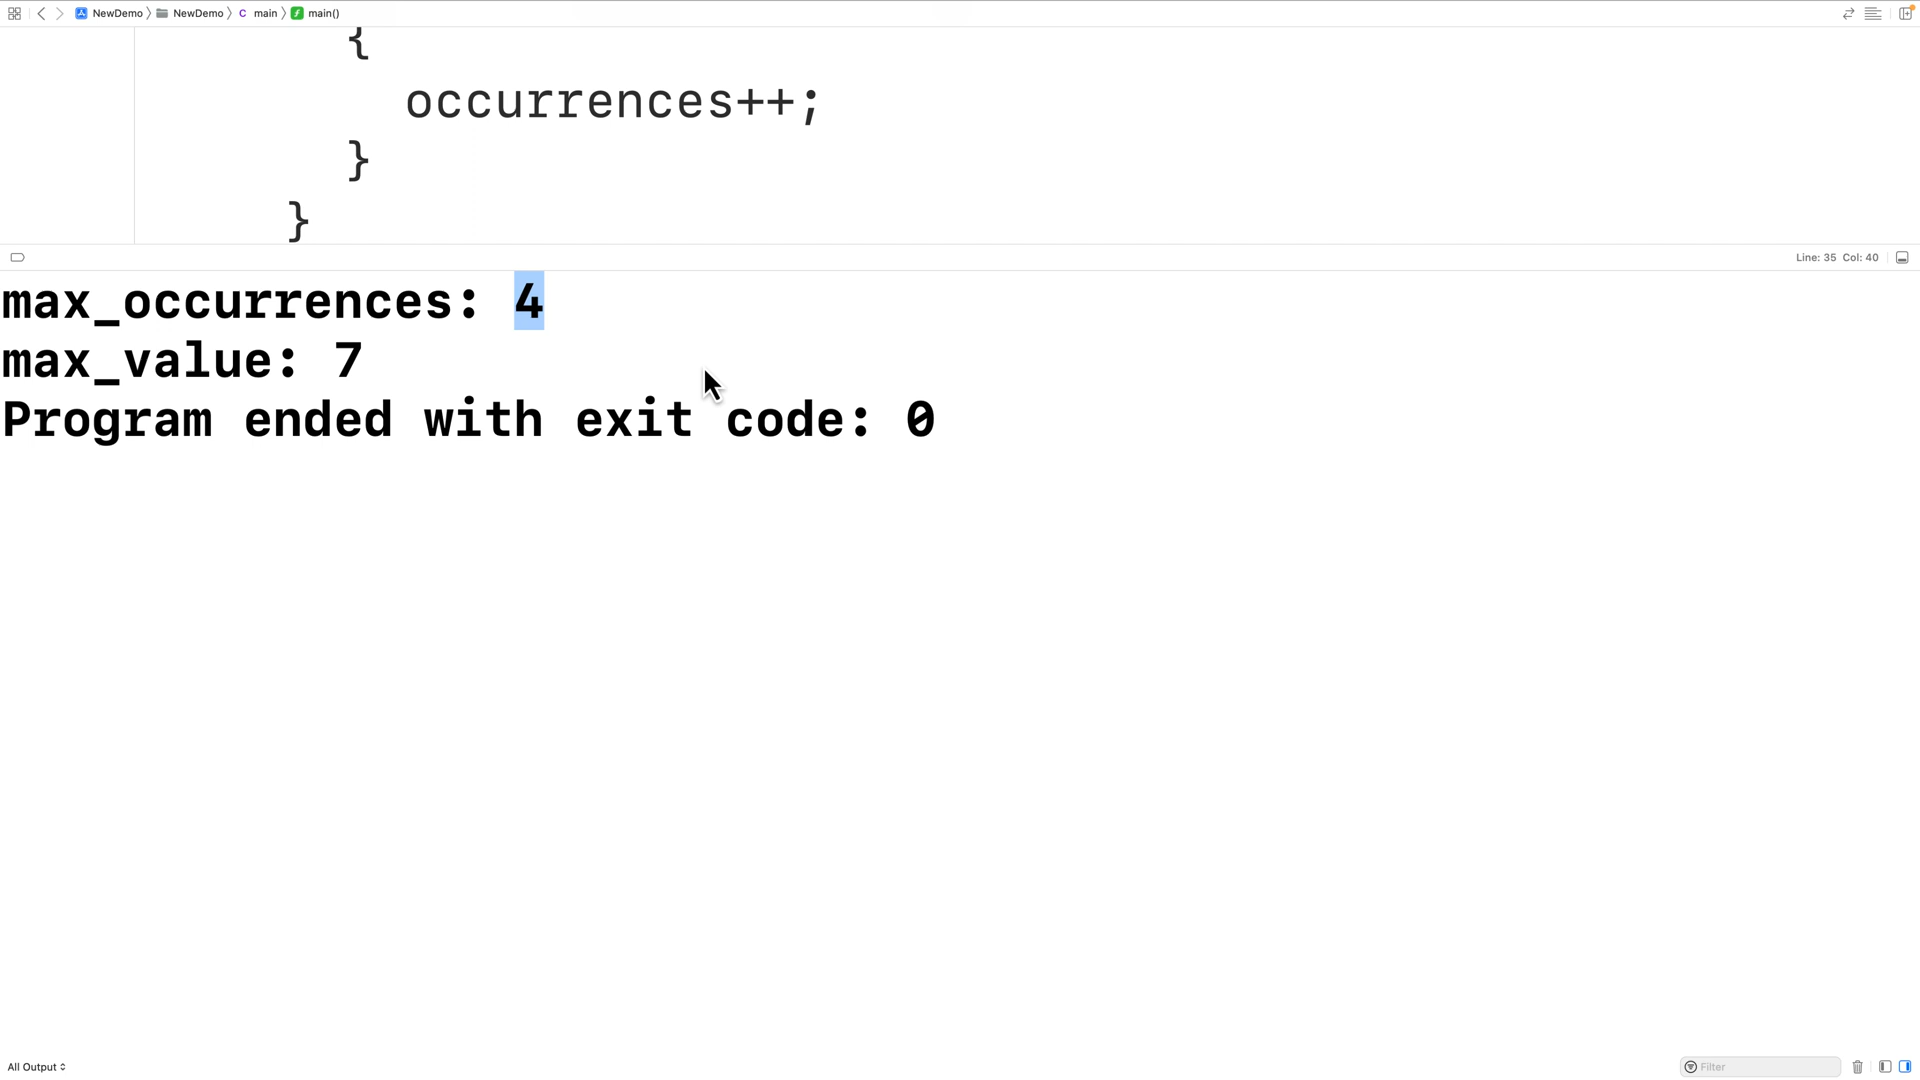 NewDemo NewDemo C main f main()
{
occurrences++;
}
}
Line: 35 Col: 40
max_occurrences: 4
max_value: 7
Program ended with exit code: 0
All Output
Filter